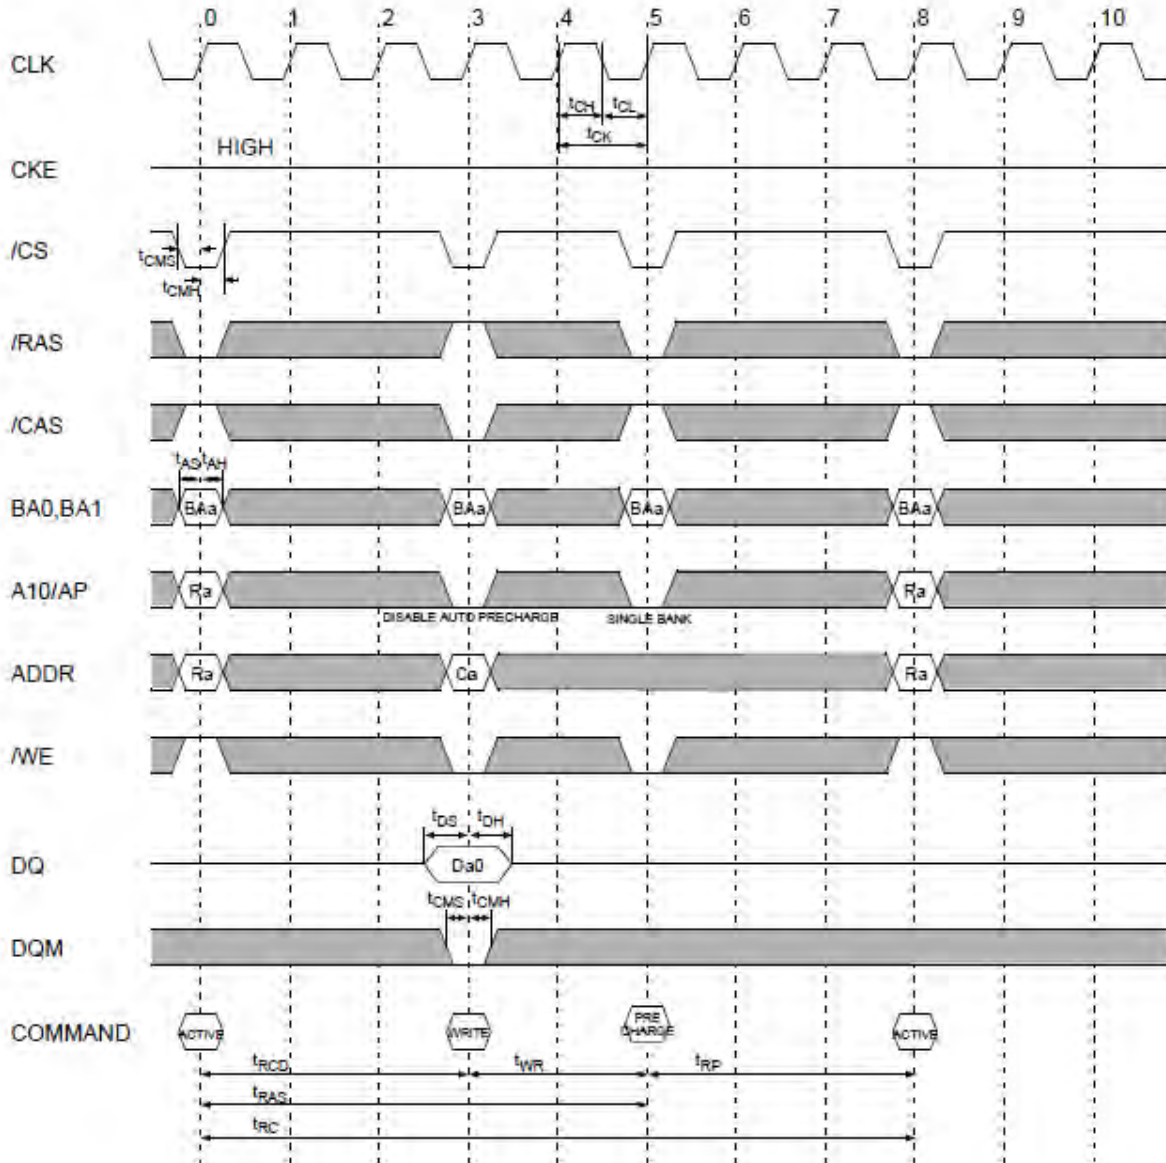 .0 .1 .2 .3 .4 .5 .6 .7 .8 .9 .10
CLK
tCH tCL
tCK
HIGH
CKE
/CS
tCMS
tCMH
/RAS
/CAS
tAS tAH
BA0,BA1 BAa BAa BAa BAa
A10/AP Ra Ra
DISABLE AUTO PRECHARGE SINGLE BANK
ADDR Ra Ca Ra
/WE
tDS tDH
DQ Da0
tCMS tCMH
DQM
PRE
COMMAND ACTIVE WRITE CHARGE ACTIVE
tRCD tWR tRP
tRAS
tRC